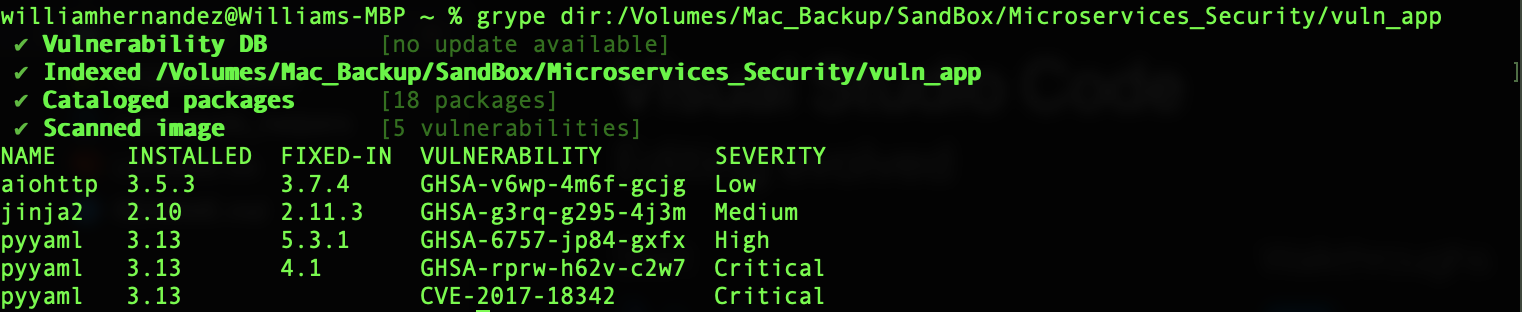 williamhernandez@Williams-MBP ~ % grype dir:/Volumes/Mac_Backup/SandBox/Microservices_Security/vuln_app
✔ Vulnerability DB [no update available]
✔ Indexed /Volumes/Mac_Backup/SandBox/Microservices_Security/vuln_app ]
✔ Cataloged packages [18 packages]
✔ Scanned image [5 vulnerabilities]
NAME INSTALLED FIXED-IN VULNERABILITY SEVERITY
aiohttp 3.5.3 3.7.4 GHSA-v6wp-4m6f-gcjg Low
jinja2 2.10 2.11.3 GHSA-g3rq-g295-4j3m Medium
pyyaml 3.13 5.3.1 GHSA-6757-jp84-gxfx High
pyyaml 3.13 4.1 GHSA-rprw-h62v-c2w7 Critical
pyyaml 3.13 CVE-2017-18342 Critical